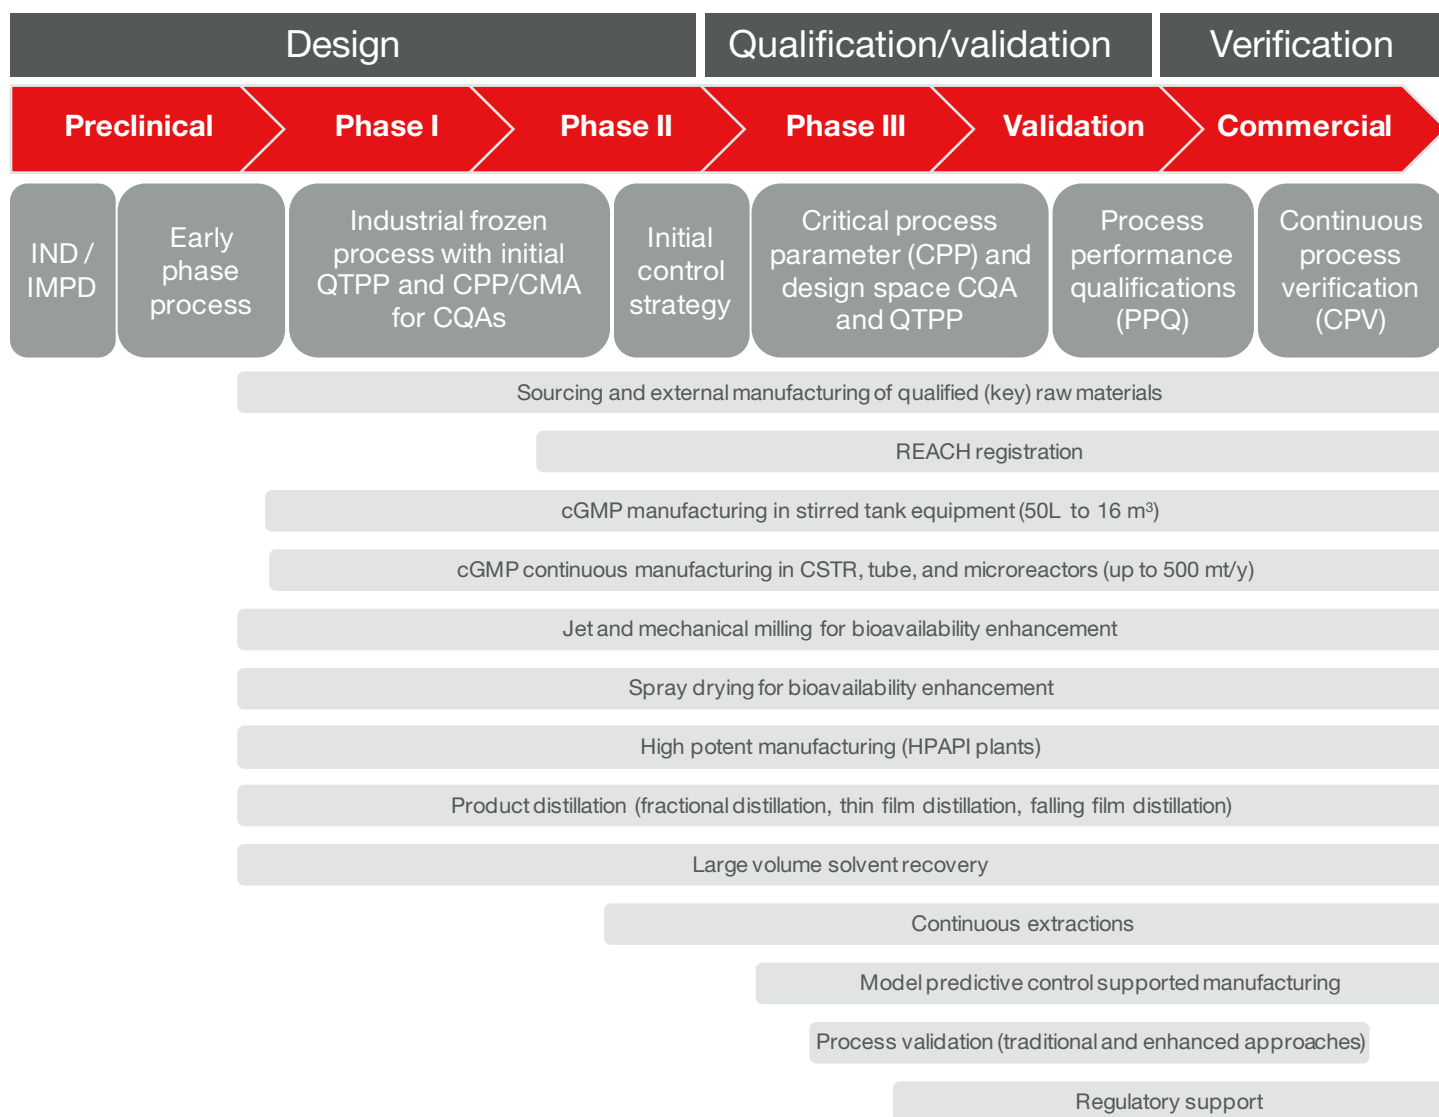 Design
Qualification/validation
Verification
Preclinical
Phase I
Phase II
Phase III
Validation
Commercial
IND /
IMPD
Early
phase
process
Industrial frozen
process with initial
QTPP and CPP/CMA
for CQAs
Initial
control
strategy
Critical process
parameter (CPP) and
design space CQA
and QTPP
Process
performance
qualifications
(PPQ)
Continuous
process
verification
(CPV)
Sourcing and external manufacturing of qualified (key) raw materials
REACH registration
cGMP manufacturing in stirred tank equipment (50L to 16 m³)
cGMP continuous manufacturing in CSTR, tube, and microreactors (up to 500 mt/y)
Jet and mechanical milling for bioavailability enhancement
Spray drying for bioavailability enhancement
High potent manufacturing (HPAPI plants)
Product distillation (fractional distillation, thin film distillation, falling film distillation)
Large volume solvent recovery
Continuous extractions
Model predictive control supported manufacturing
Process validation (traditional and enhanced approaches)
Regulatory support